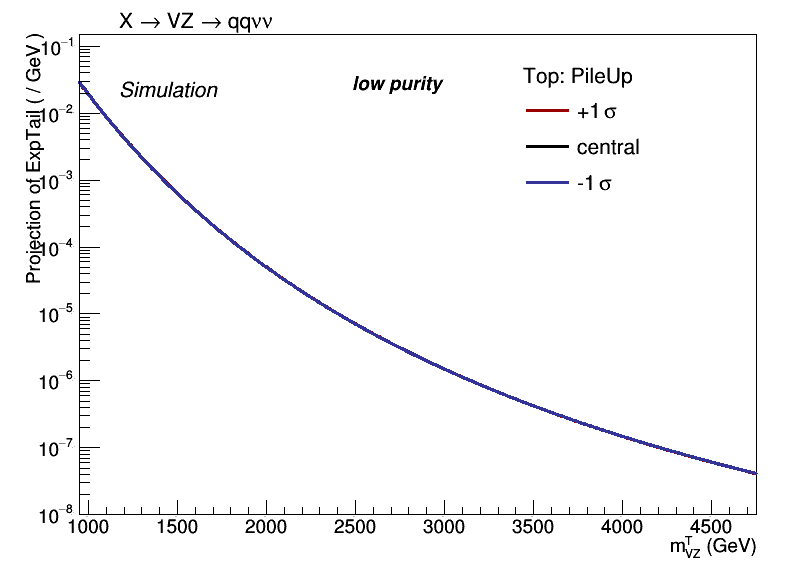 X → VZ → qqνν
Projection of ExpTail ( / GeV )
Simulation
low purity
Top: PileUp
+1 σ
central
-1 σ
10⁻¹
10⁻²
10⁻³
10⁻⁴
10⁻⁵
10⁻⁶
10⁻⁷
10⁻⁸
1000 1500 2000 2500 3000 3500 4000 4500
m^T_VZ (GeV)